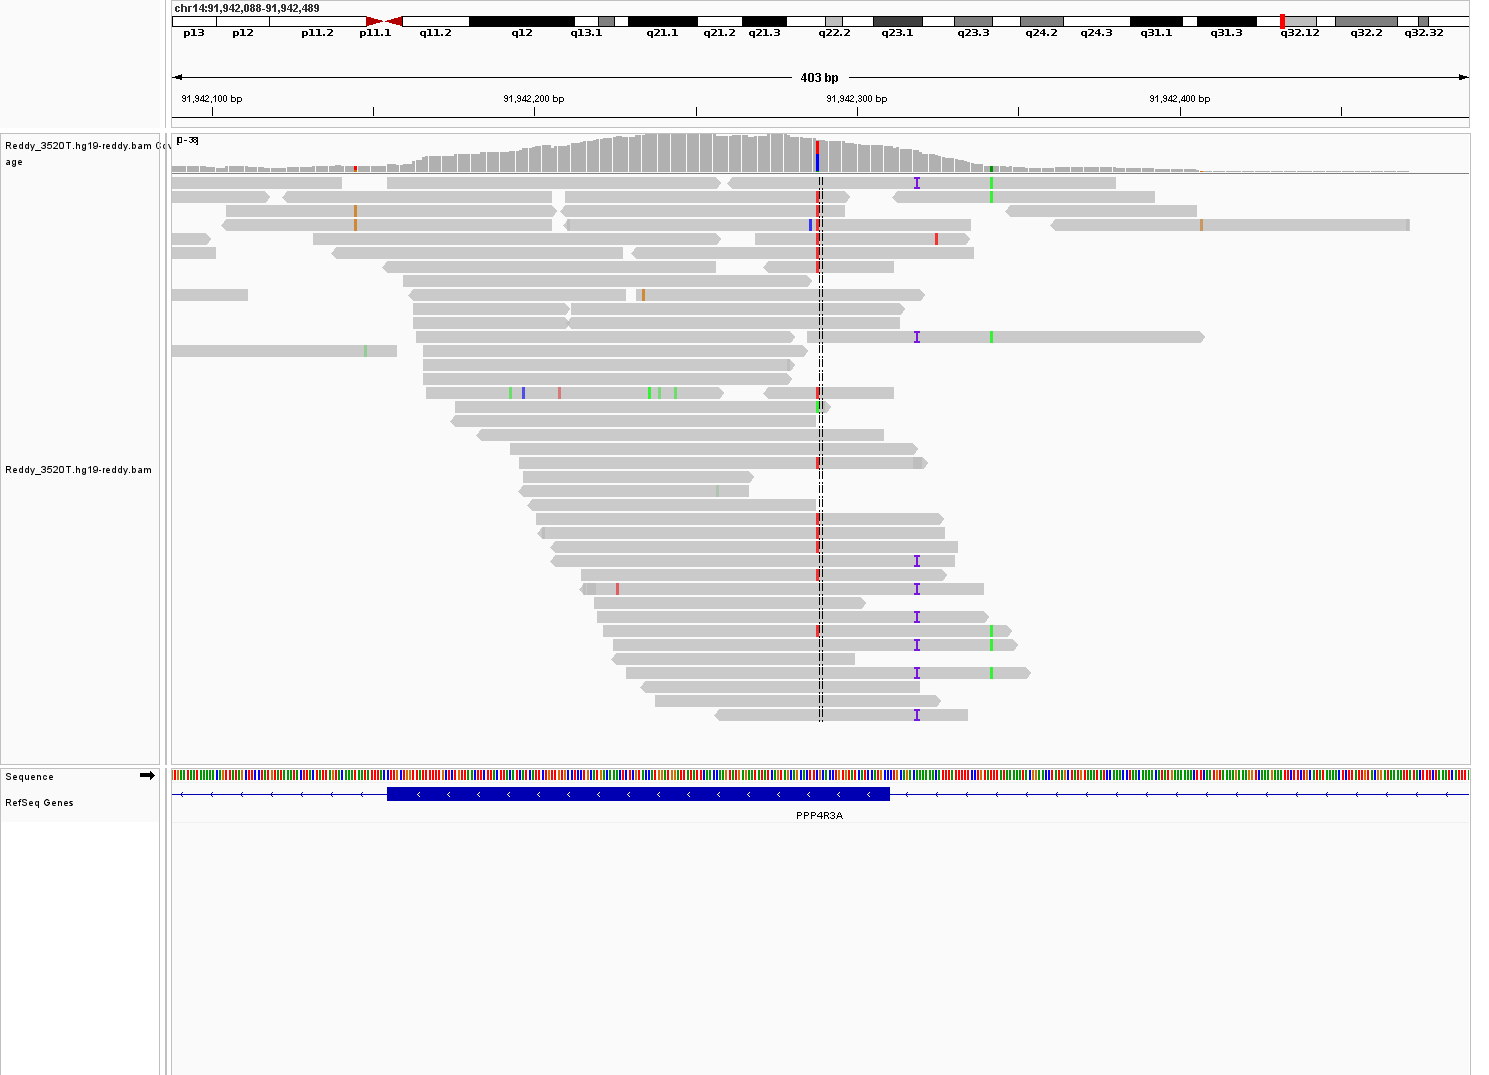 chr14:91,942,088-91,942,489
p13 p12 p11.2 p11.1 q11.2 q12 q13.1 q21.1 q21.2 q21.3 q22.2 q23.1 q23.3 q24.2 q24.3 q31.1 q31.3 q32.12 q32.2 q32.32
403 bp
91,942,100 bp 91,942,200 bp 91,942,300 bp 91,942,400 bp
[0-38]
Reddy_3520T.hg19-reddy.bam Cov
age
Reddy_3520T.hg19-reddy.bam
Sequence
RefSeq Genes
PPP4R3A